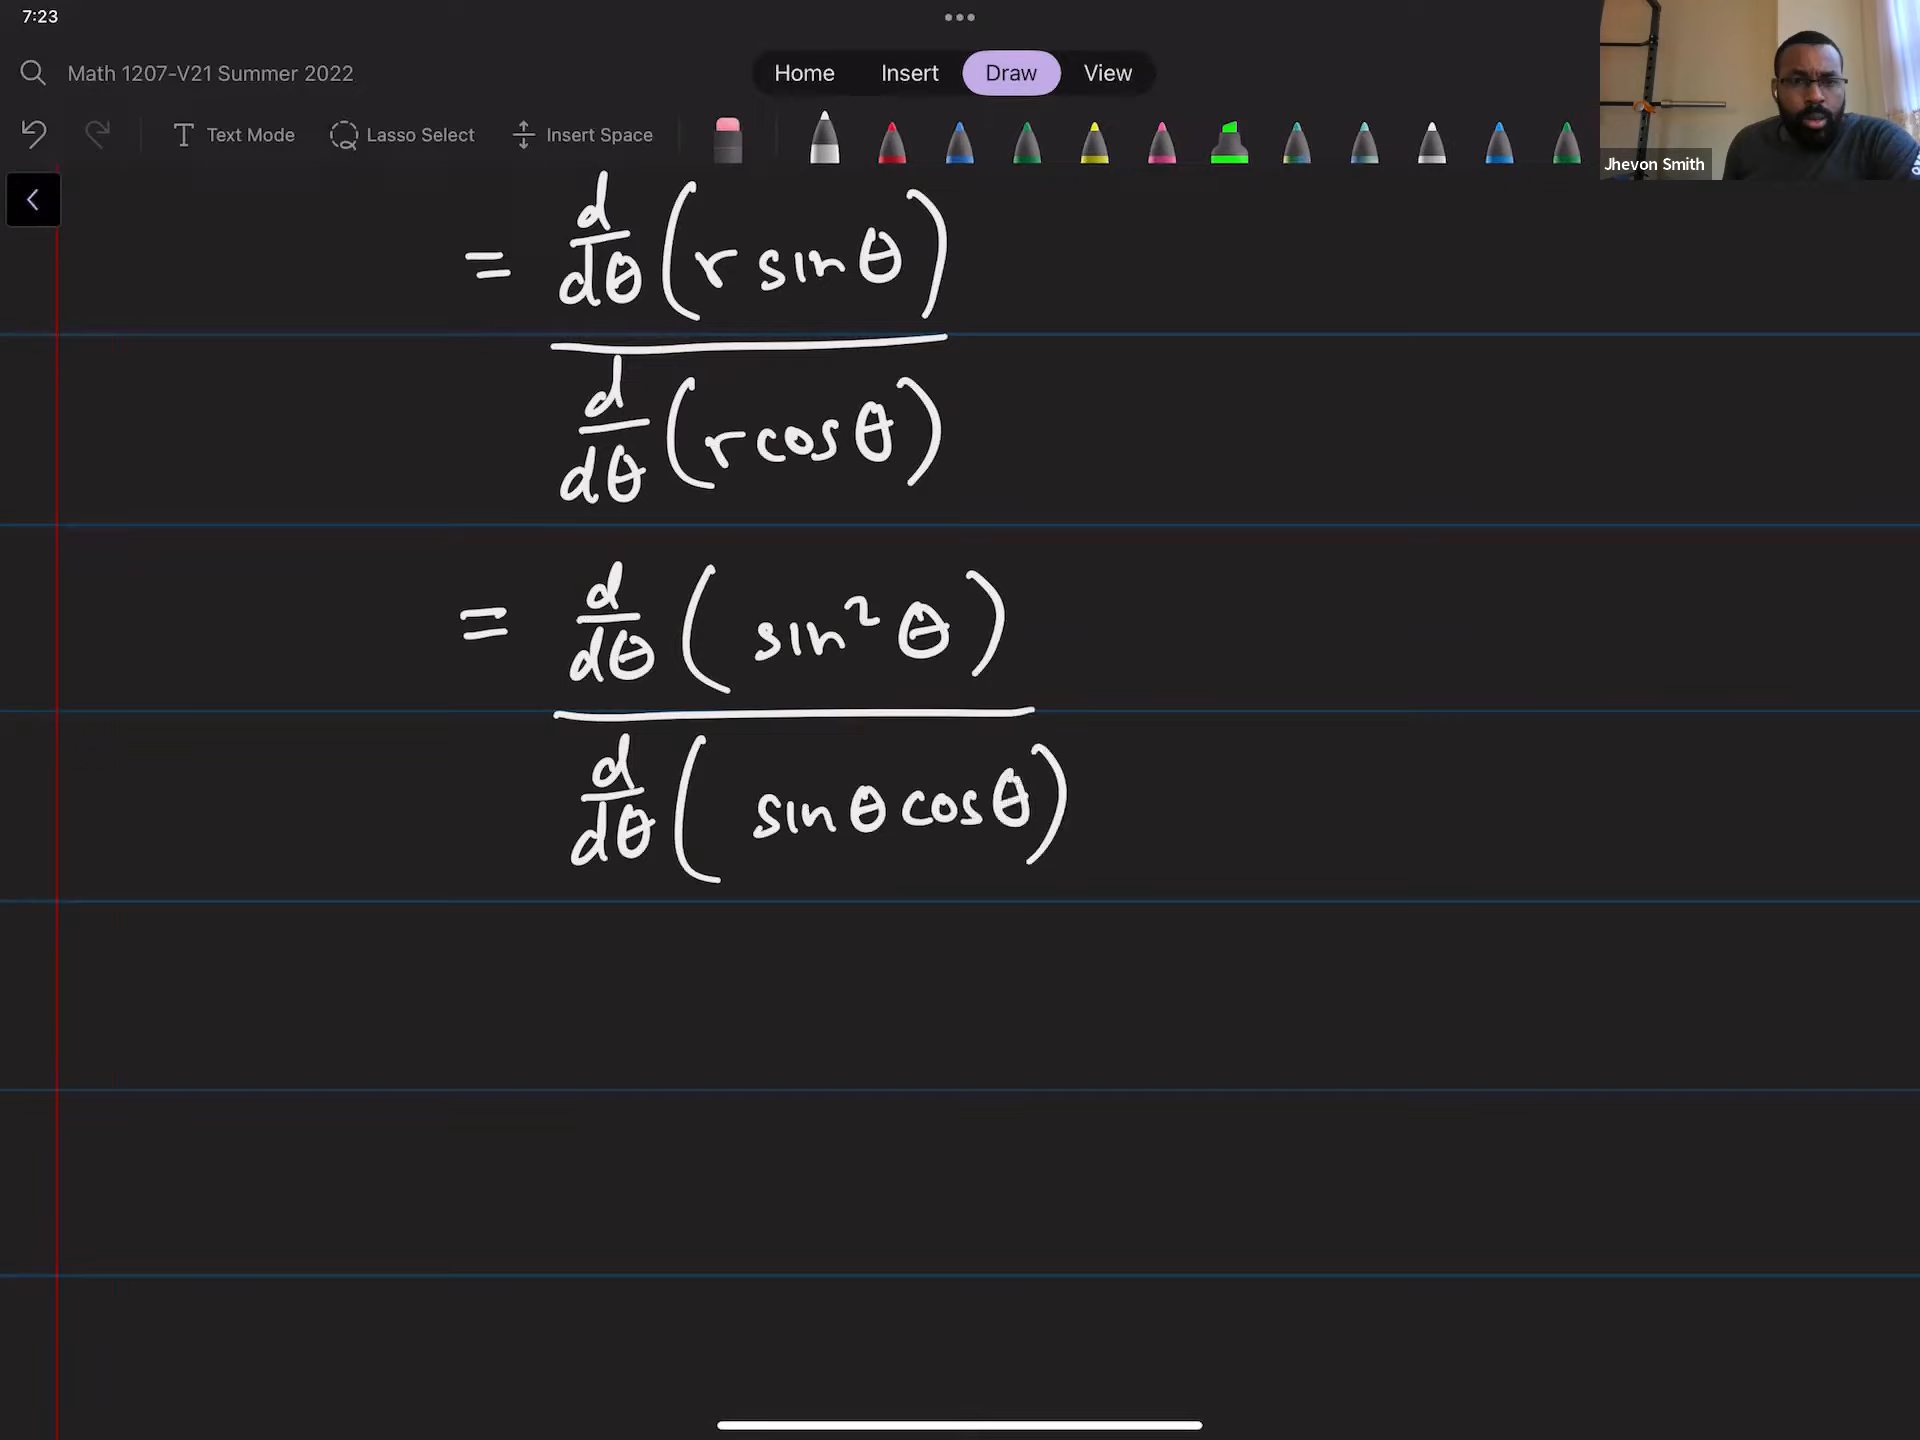 7:23
Math 1207-V21 Summer 2022
Home Insert Draw View
Text Mode Lasso Select Insert Space
Jhevon Smith
= d/dθ (r sin θ)
d/dθ (r cos θ)
= d/dθ ( sin² θ)
d/dθ ( sin θ cos θ)